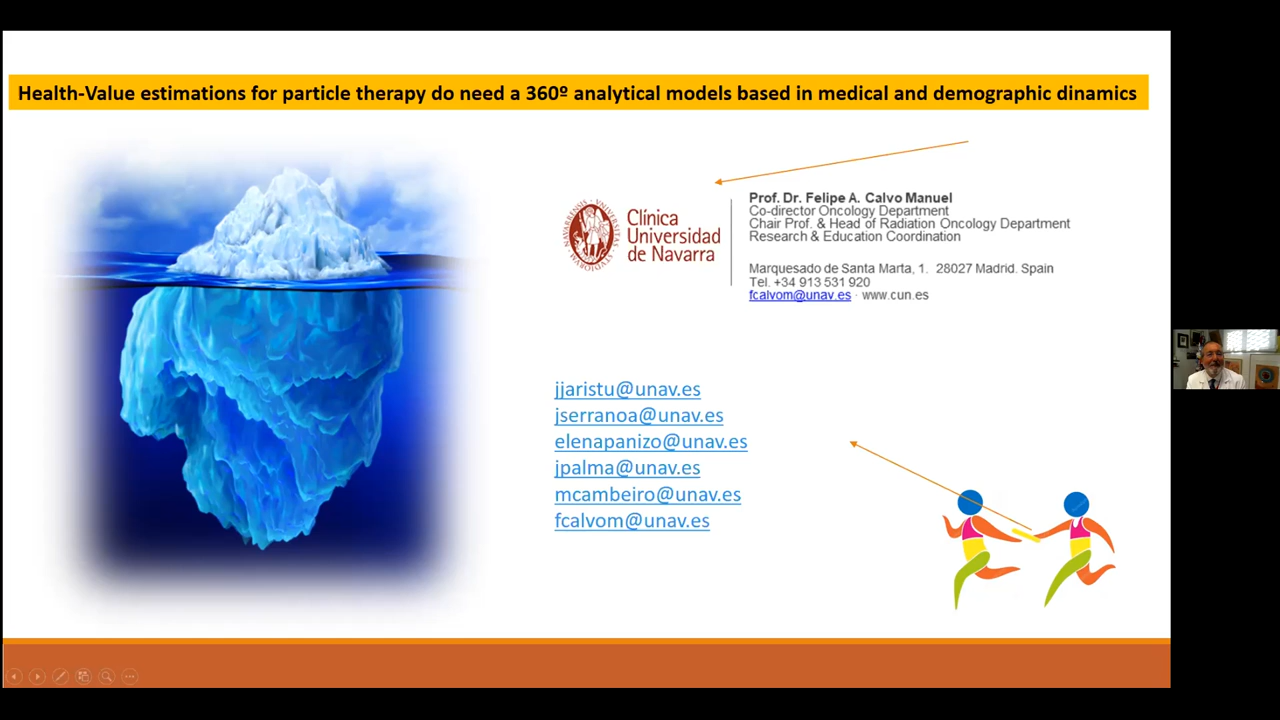 Health-Value estimations for particle therapy do need a 360º analytical models based in medical and demographic dinamics
Clínica
Universidad
de Navarra
Prof. Dr. Felipe A. Calvo Manuel
Co-director Oncology Department
Chair Prof. & Head of Radiation Oncology Department
Research & Education Coordination
Marquesado de Santa Marta, 1. 28027 Madrid. Spain
Tel. +34 913 531 920
fcalvom@unav.es · www.cun.es
jjaristu@unav.es
jserranoa@unav.es
elenapanizo@unav.es
jpalma@unav.es
mcambeiro@unav.es
fcalvom@unav.es